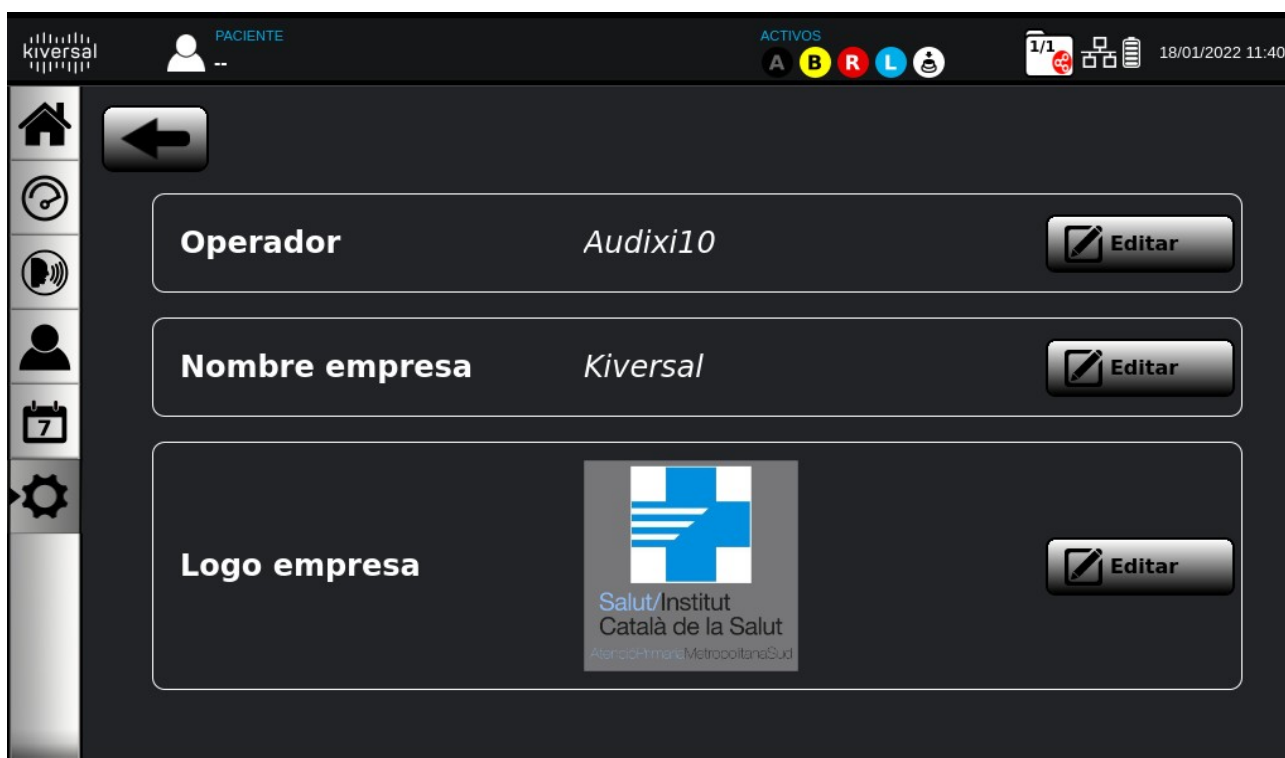 kiversal
PACIENTE
--
ACTIVOS
A B R L
1/1
18/01/2022 11:40
7
Operador Audixi10 Editar
Nombre empresa Kiversal Editar
Logo empresa Editar
Salut/Institut
Català de la Salut
AtencióPrimàriaMetropolitanaSud